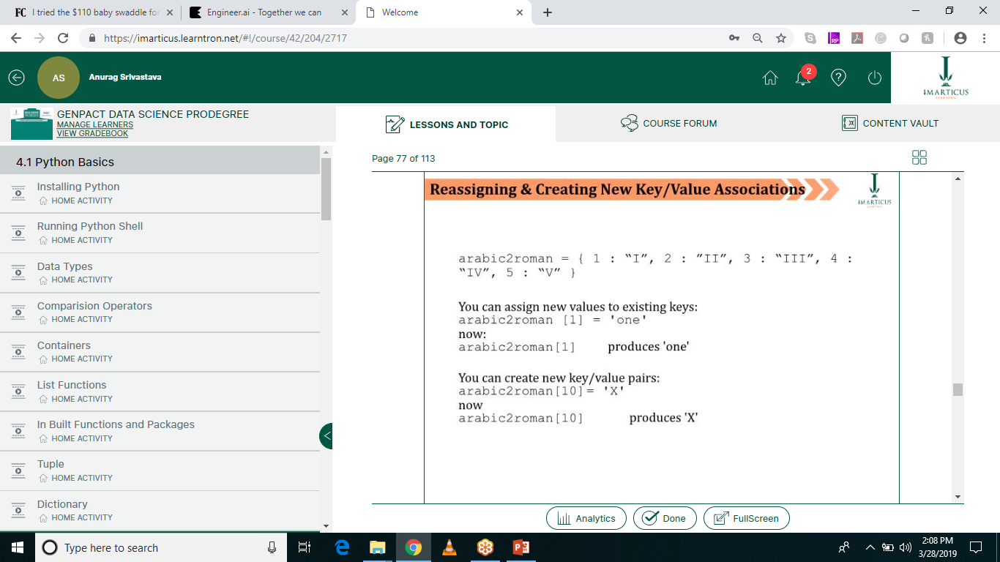 FC I tried the $110 baby swaddle for
Engineer.ai - Together we can
Welcome
https://imarticus.learntron.net/#!/course/42/204/2717
RP
AS
Anurag Srivastava
2
IMARTICUS
LEARNING
GENPACT DATA SCIENCE PRODEGREE
MANAGE LEARNERS
VIEW GRADEBOOK
LESSONS AND TOPIC
COURSE FORUM
CONTENT VAULT
4.1 Python Basics
Installing Python
HOME ACTIVITY
Running Python Shell
HOME ACTIVITY
Data Types
HOME ACTIVITY
Comparision Operators
HOME ACTIVITY
Containers
HOME ACTIVITY
List Functions
HOME ACTIVITY
In Built Functions and Packages
HOME ACTIVITY
Tuple
HOME ACTIVITY
Dictionary
HOME ACTIVITY
Page 77 of 113
Reassigning & Creating New Key/Value Associations
IMARTICUS
LEARNING
arabic2roman = { 1 : “I”, 2 : ”II”, 3 : “III”, 4 :
“IV”, 5 : “V” }
You can assign new values to existing keys:
arabic2roman [1] = 'one'
now:
arabic2roman[1] produces 'one'
You can create new key/value pairs:
arabic2roman[10]= 'X'
now
arabic2roman[10] produces 'X'
Analytics
Done
FullScreen
Type here to search
2:08 PM
3/28/2019